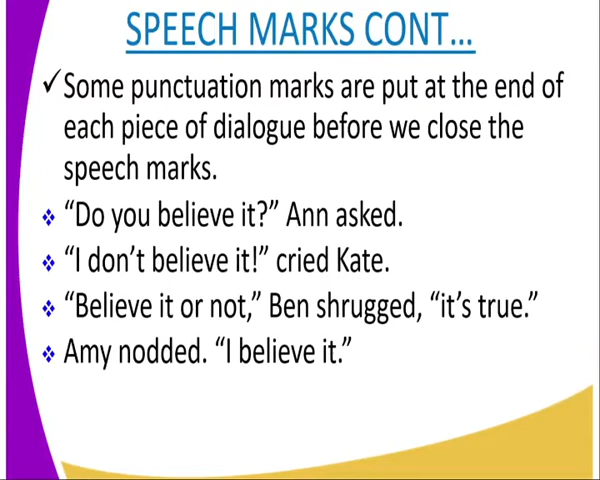 SPEECH MARKS CONT…
✓Some punctuation marks are put at the end of
each piece of dialogue before we close the
speech marks.
❖ “Do you believe it?” Ann asked.
❖ “I don’t believe it!” cried Kate.
❖ “Believe it or not,” Ben shrugged, “it’s true.”
❖ Amy nodded. “I believe it.”